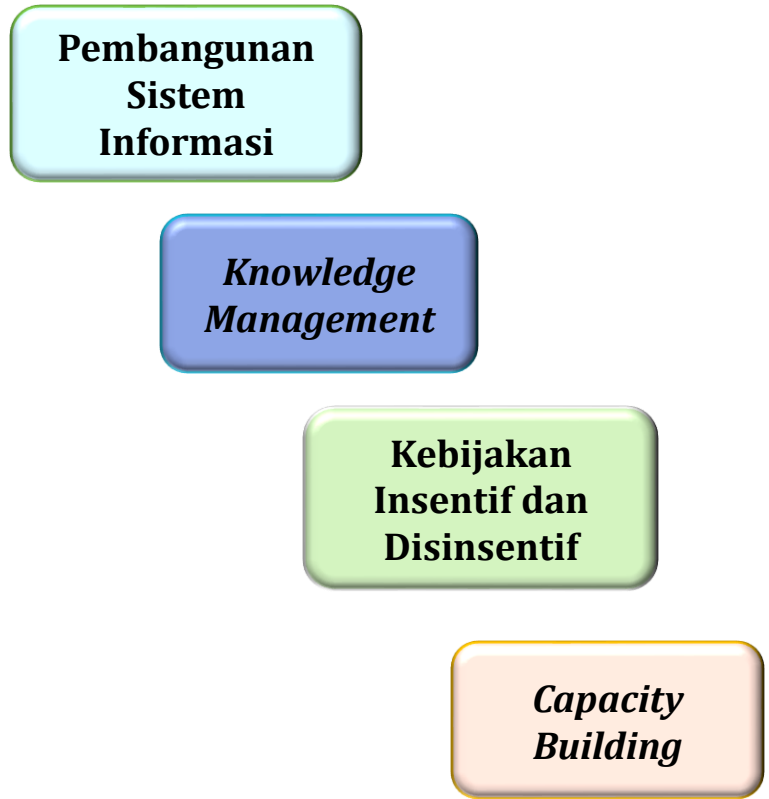 Pembangunan
Sistem
Informasi
Knowledge
Management
Kebijakan
Insentif dan
Disinsentif
Capacity
Building